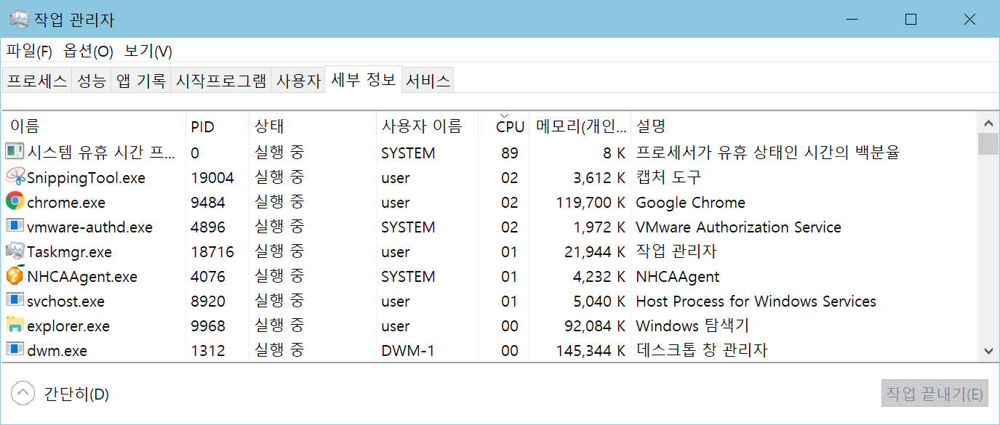 작업 관리자
파일(F) 옵션(O) 보기(V)
프로세스 성능 앱 기록 시작프로그램 사용자 세부 정보 서비스
이름 PID 상태 사용자 이름 CPU 메모리(개인... 설명
시스템 유휴 시간 프... 0 실행 중 SYSTEM 89 8 K 프로세서가 유휴 상태인 시간의 백분율
SnippingTool.exe 19004 실행 중 user 02 3,612 K 캡처 도구
chrome.exe 9484 실행 중 user 02 119,700 K Google Chrome
vmware-authd.exe 4896 실행 중 SYSTEM 02 1,972 K VMware Authorization Service
Taskmgr.exe 18716 실행 중 user 01 21,944 K 작업 관리자
NHCAAgent.exe 4076 실행 중 SYSTEM 01 4,232 K NHCAAgent
svchost.exe 8920 실행 중 user 01 5,040 K Host Process for Windows Services
explorer.exe 9968 실행 중 user 00 92,084 K Windows 탐색기
dwm.exe 1312 실행 중 DWM-1 00 145,344 K 데스크톱 창 관리자
간단히(D) 작업 끝내기(E)